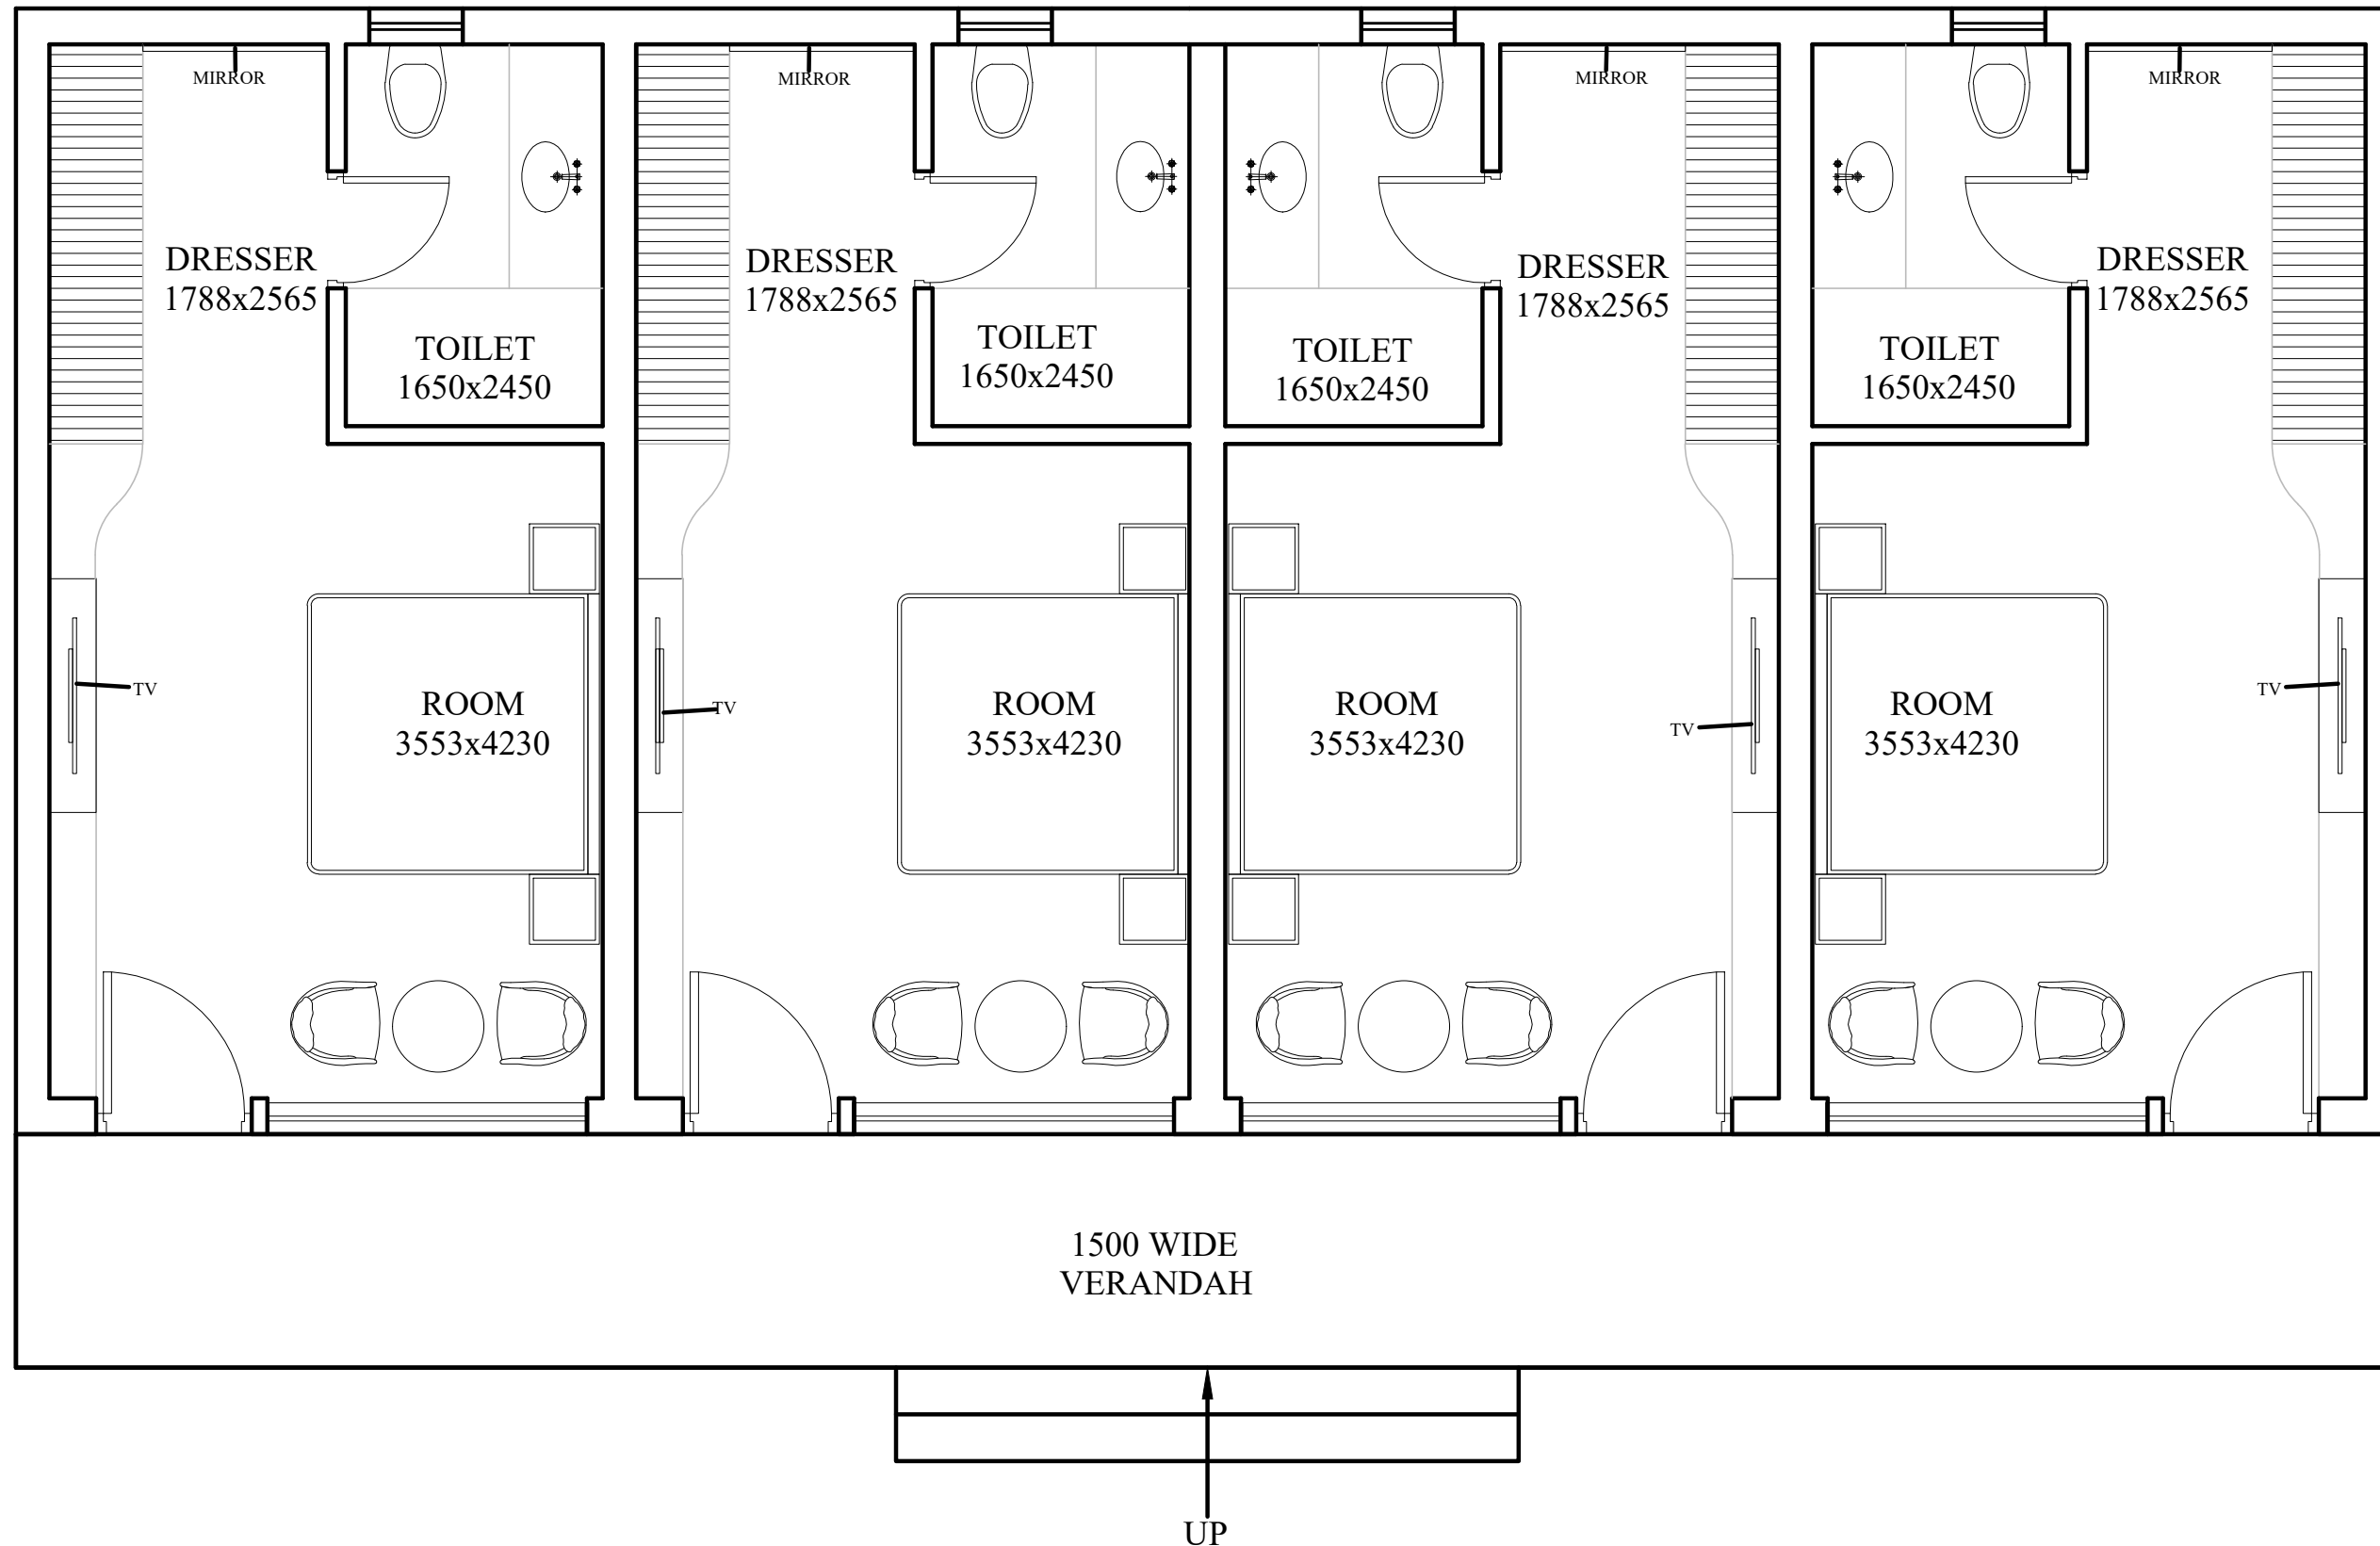 MIRROR
MIRROR
MIRROR
MIRROR
DRESSER
1788x2565
DRESSER
1788x2565
DRESSER
1788x2565
DRESSER
1788x2565
TOILET
1650x2450
TOILET
1650x2450
TOILET
1650x2450
TOILET
1650x2450
TV
TV
TV
TV
ROOM
3553x4230
ROOM
3553x4230
ROOM
3553x4230
ROOM
3553x4230
1500 WIDE
VERANDAH
UP